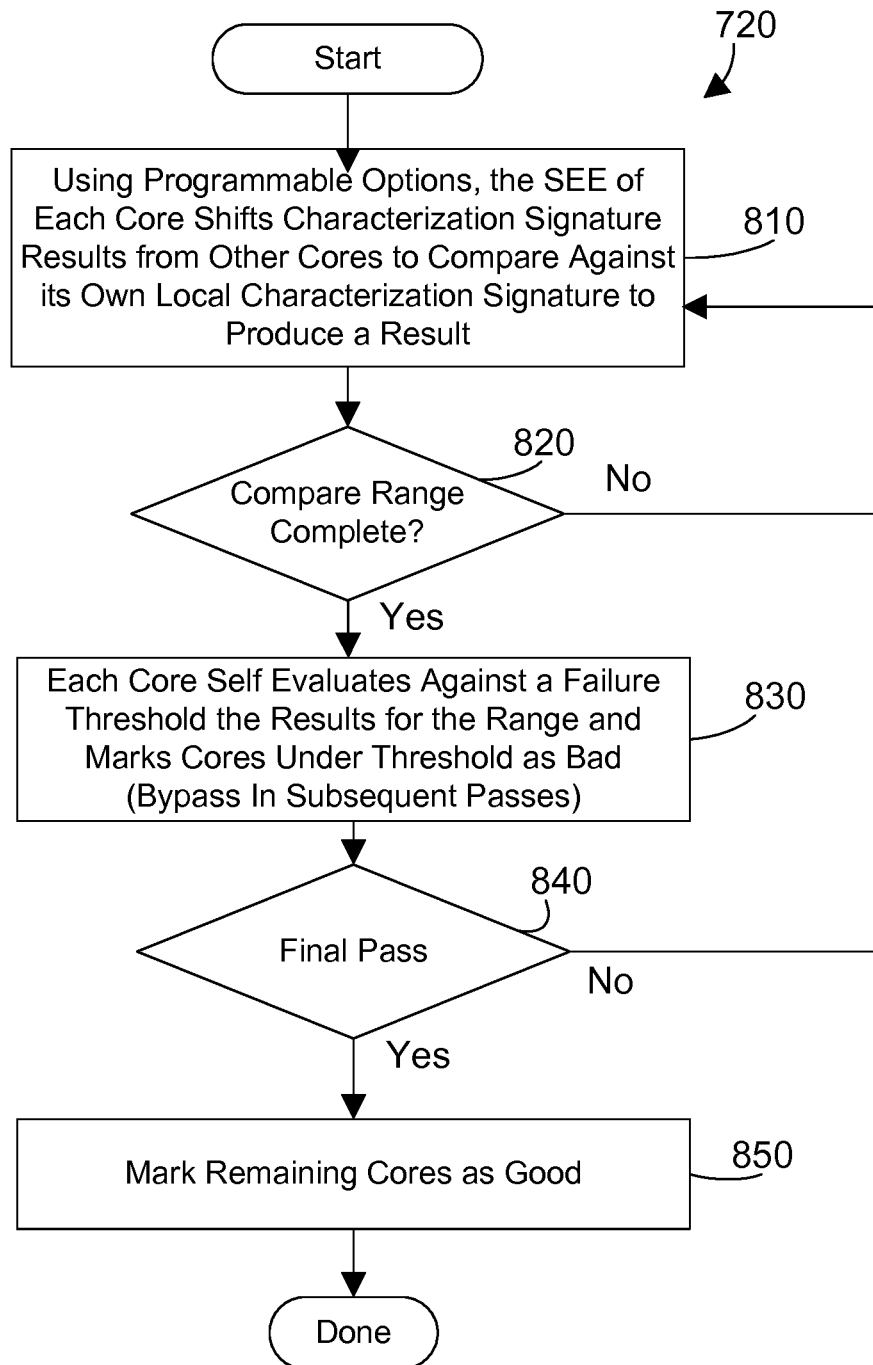 Start
720
Using Programmable Options, the SEE of
Each Core Shifts Characterization Signature
Results from Other Cores to Compare Against
its Own Local Characterization Signature to
Produce a Result
810
820
Compare Range
Complete?
No
Yes
Each Core Self Evaluates Against a Failure
Threshold the Results for the Range and
Marks Cores Under Threshold as Bad
(Bypass In Subsequent Passes)
830
840
Final Pass
No
Yes
Mark Remaining Cores as Good
850
Done